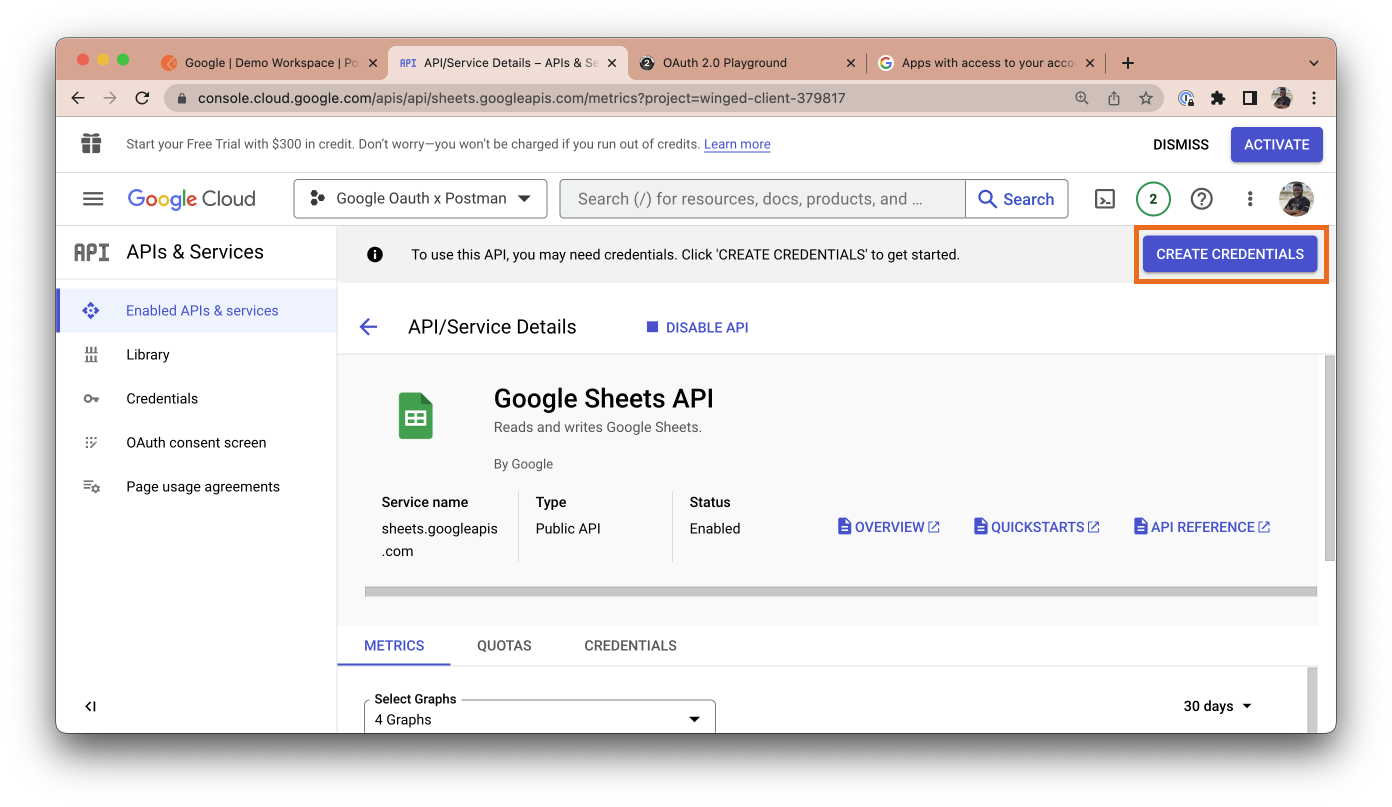 Google | Demo Workspace | Po
API API/Service Details – APIs & Se
2 OAuth 2.0 Playground
G Apps with access to your acco
console.cloud.google.com/apis/api/sheets.googleapis.com/metrics?project=winged-client-379817
Start your Free Trial with $300 in credit. Don’t worry—you won’t be charged if you run out of credits. Learn more
DISMISS
ACTIVATE
Google Cloud
Google Oauth x Postman
Search (/) for resources, docs, products, and …
Search
2
API APIs & Services
To use this API, you may need credentials. Click 'CREATE CREDENTIALS' to get started.
CREATE CREDENTIALS
Enabled APIs & services
Library
Credentials
OAuth consent screen
Page usage agreements
API/Service Details
DISABLE API
Google Sheets API
Reads and writes Google Sheets.
By Google
Service name
sheets.googleapis
.com
Type
Public API
Status
Enabled
OVERVIEW
QUICKSTARTS
API REFERENCE
METRICS
QUOTAS
CREDENTIALS
Select Graphs
4 Graphs
30 days